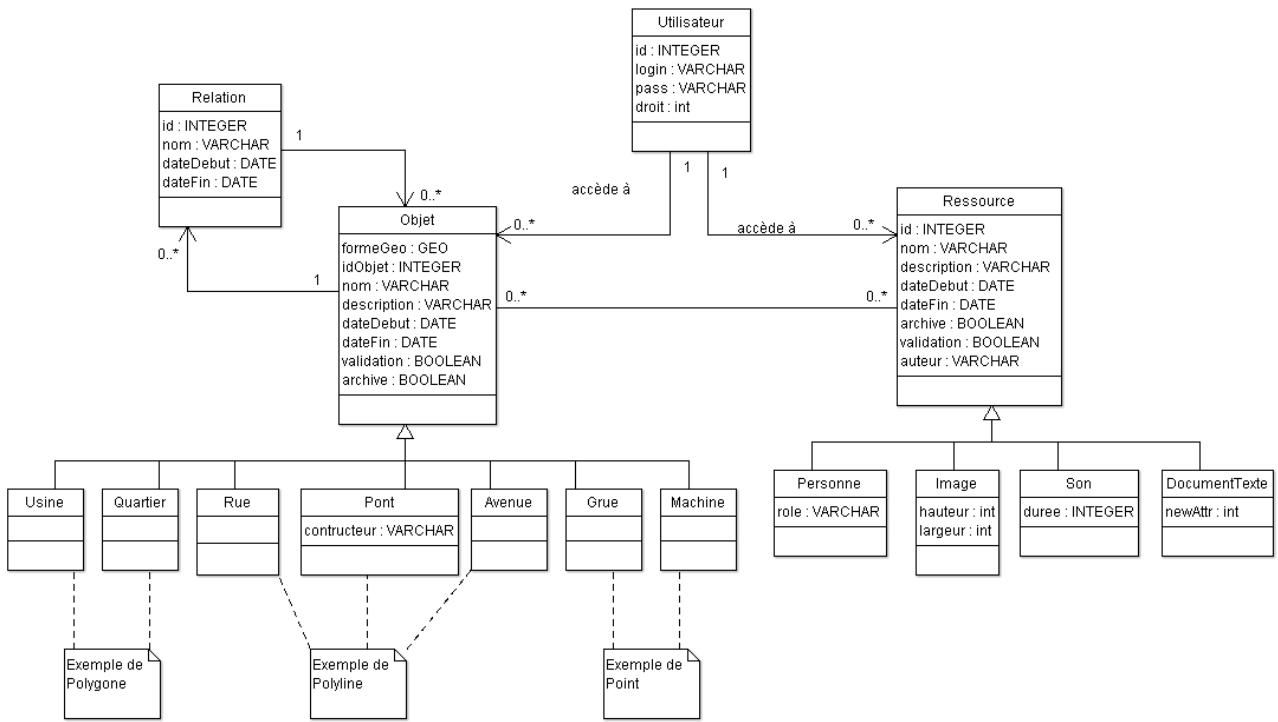 Utilisateur
id : INTEGER
login : VARCHAR
pass : VARCHAR
droit : int
Relation
id : INTEGER
nom : VARCHAR
dateDebut : DATE
dateFin : DATE
1
0..*
0..*
1
accède à
1
1
0..*
accède à
0..*
Objet
formeGeo : GEO
idObjet : INTEGER
nom : VARCHAR
description : VARCHAR
dateDebut : DATE
dateFin : DATE
validation : BOOLEAN
archive : BOOLEAN
0..*
0..*
Ressource
id : INTEGER
nom : VARCHAR
description : VARCHAR
dateDebut : DATE
dateFin : DATE
archive : BOOLEAN
validation : BOOLEAN
auteur : VARCHAR
Usine
Quartier
Rue
Pont
contructeur : VARCHAR
Avenue
Grue
Machine
Personne
role : VARCHAR
Image
hauteur : int
largeur : int
Son
duree : INTEGER
DocumentTexte
newAttr : int
Exemple de
Polygone
Exemple de
Polyline
Exemple de
Point